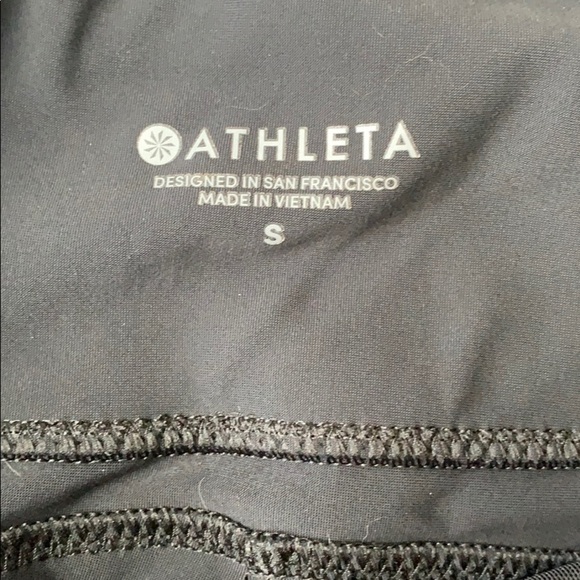 ATHLETA
DESIGNED IN SAN FRANCISCO
MADE IN VIETNAM
S